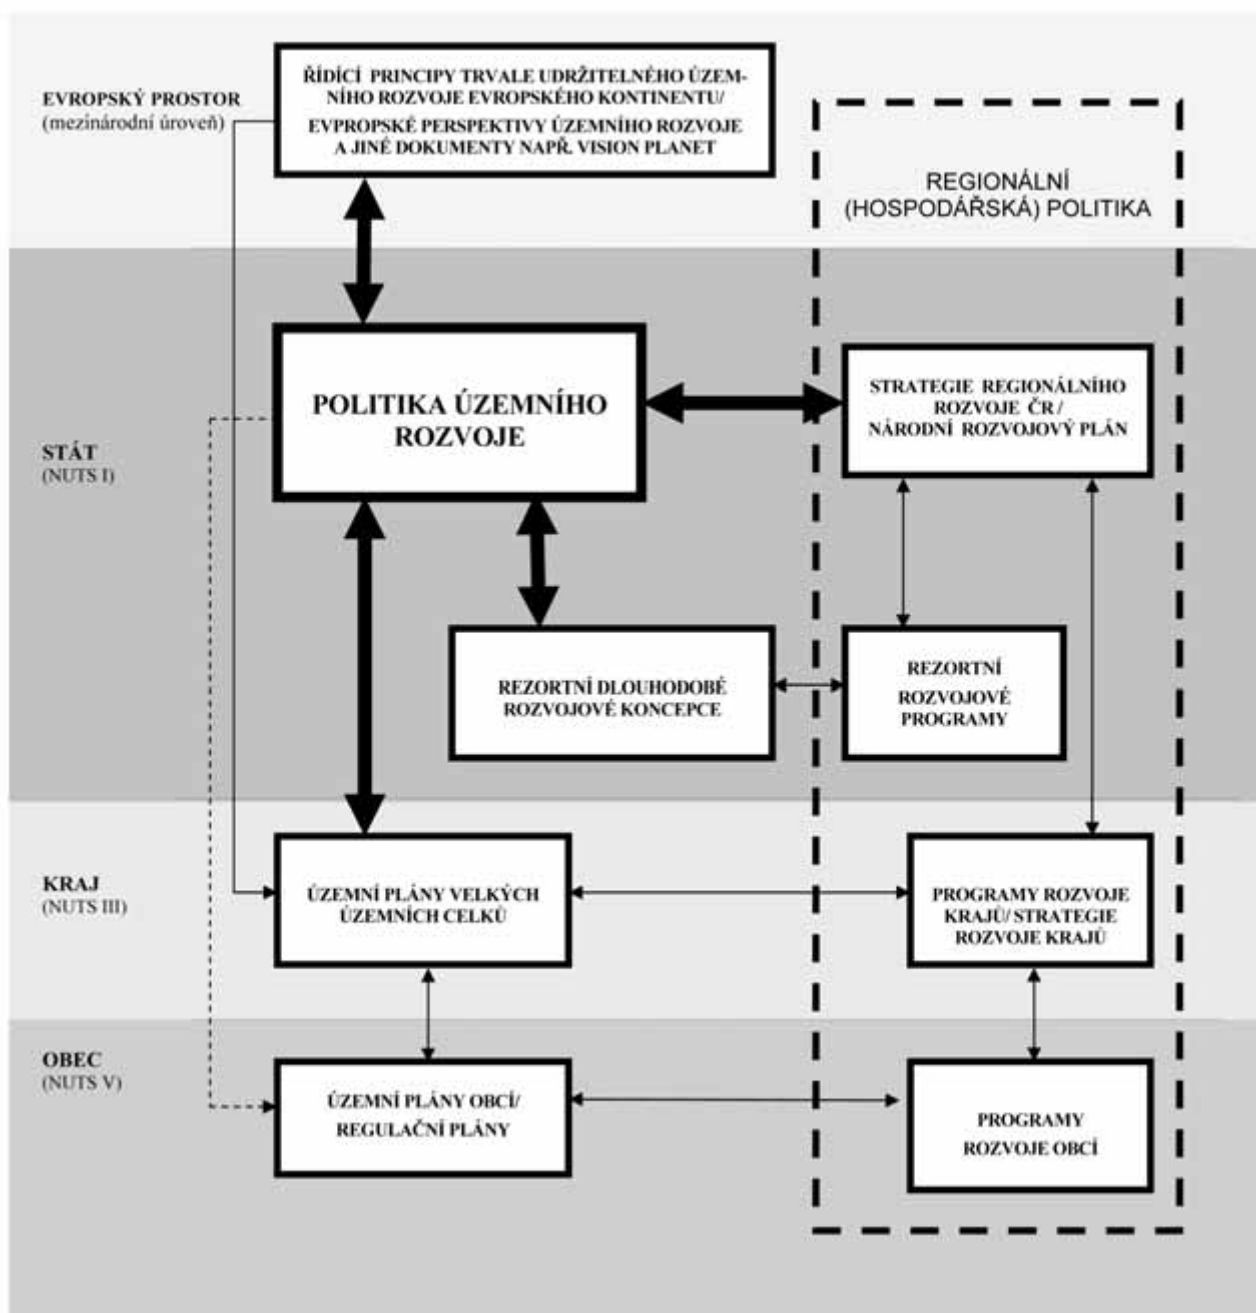 EVROPSKÝ PROSTOR
(mezinárodní úroveň)
ŘÍDÍCÍ PRINCIPY TRVALE UDRŽITELNÉHO ÚZEM-
NÍHO ROZVOJE EVROPSKÉHO KONTINENTU/
EVPROPSKÉ PERSPEKTIVY ÚZEMNÍHO ROZVOJE
A JINÉ DOKUMENTY NAPŘ. VISION PLANET
REGIONÁLNÍ
(HOSPODÁŘSKÁ) POLITIKA
STÁT
(NUTS I)
POLITIKA ÚZEMNÍHO
ROZVOJE
STRATEGIE REGIONÁLNÍHO
ROZVOJE ČR /
NÁRODNÍ ROZVOJOVÝ PLÁN
REZORTNÍ DLOUHODOBÉ
ROZVOJOVÉ KONCEPCE
REZORTNÍ
ROZVOJOVÉ
PROGRAMY
KRAJ
(NUTS III)
ÚZEMNÍ PLÁNY VELKÝCH
ÚZEMNÍCH CELKŮ
PROGRAMY ROZVOJE
KRAJŮ/ STRATEGIE
ROZVOJE KRAJŮ
OBEC
(NUTS V)
ÚZEMNÍ PLÁNY OBCÍ/
REGULAČNÍ PLÁNY
PROGRAMY
ROZVOJE OBCÍ